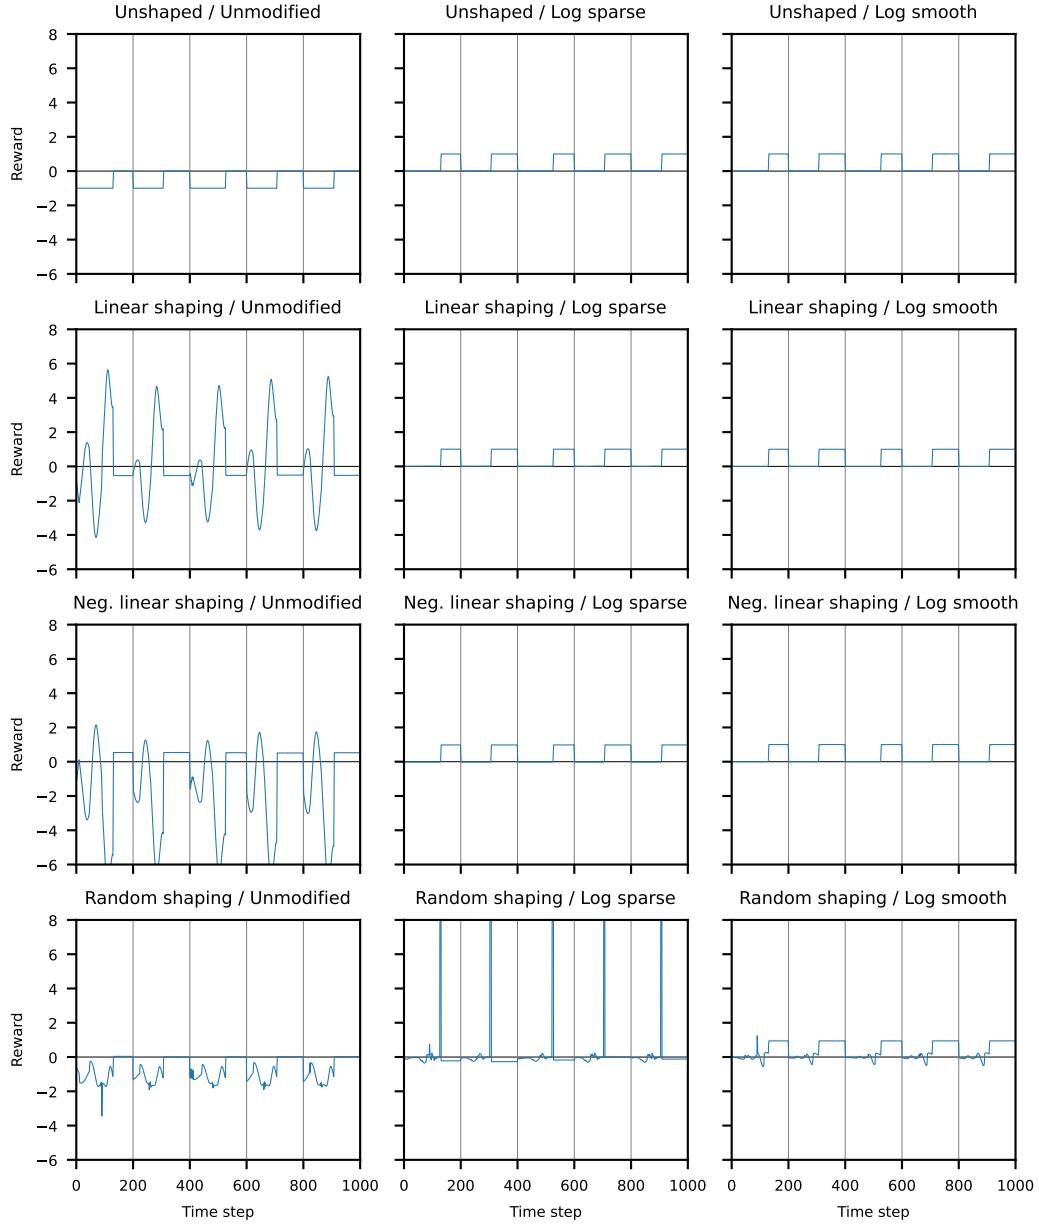 Unshaped / Unmodified
Unshaped / Log sparse
Unshaped / Log smooth
8
6
4
2
0
−2
−4
−6
Reward
Linear shaping / Unmodified
Linear shaping / Log sparse
Linear shaping / Log smooth
8
6
4
2
0
−2
−4
−6
Reward
Neg. linear shaping / Unmodified
Neg. linear shaping / Log sparse
Neg. linear shaping / Log smooth
8
6
4
2
0
−2
−4
−6
Reward
Random shaping / Unmodified
Random shaping / Log sparse
Random shaping / Log smooth
8
6
4
2
0
−2
−4
−6
Reward
0 200 400 600 800 1000
0 200 400 600 800 1000
0 200 400 600 800 1000
Time step
Time step
Time step